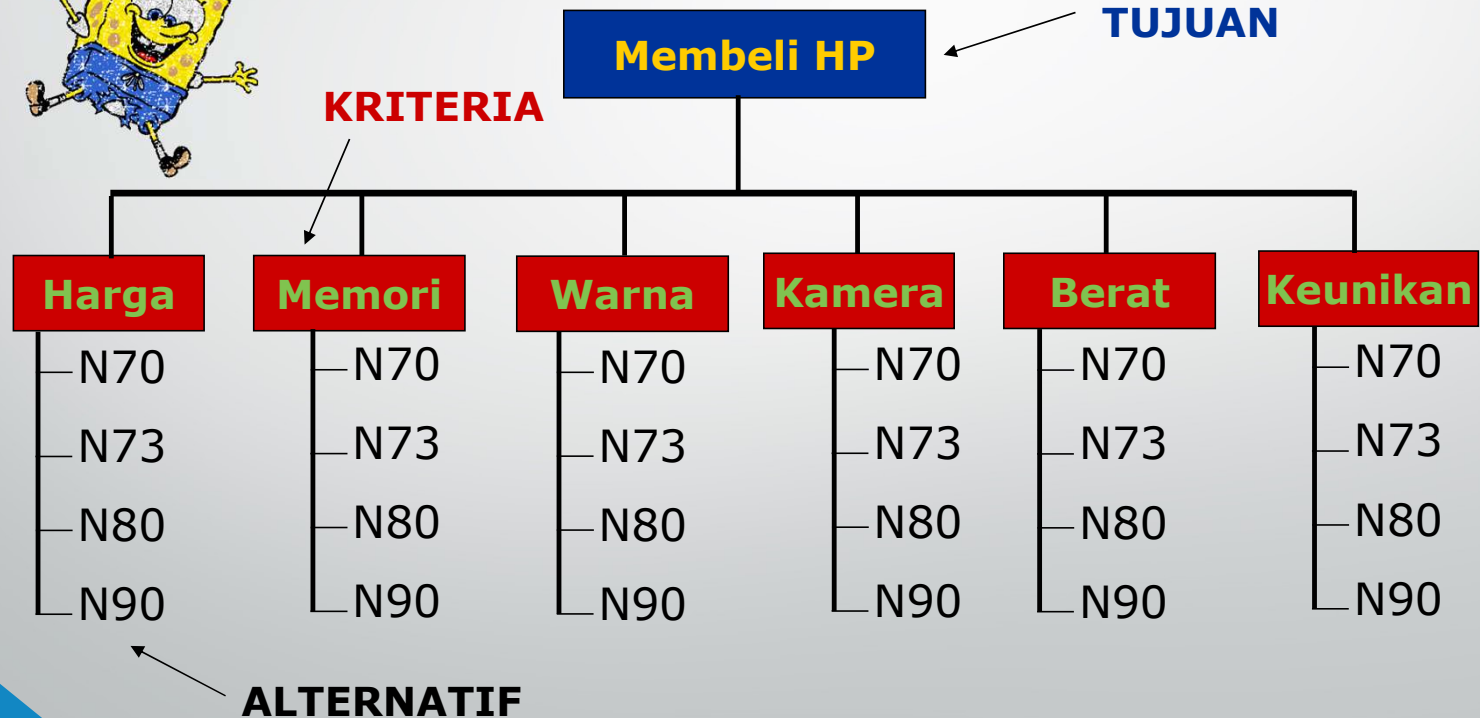 TUJUAN
Membeli HP
KRITERIA
Harga
Memori
Warna
Kamera
Berat
Keunikan
N70
N73
N80
N90
N70
N73
N80
N90
N70
N73
N80
N90
N70
N73
N80
N90
N70
N73
N80
N90
N70
N73
N80
N90
ALTERNATIF